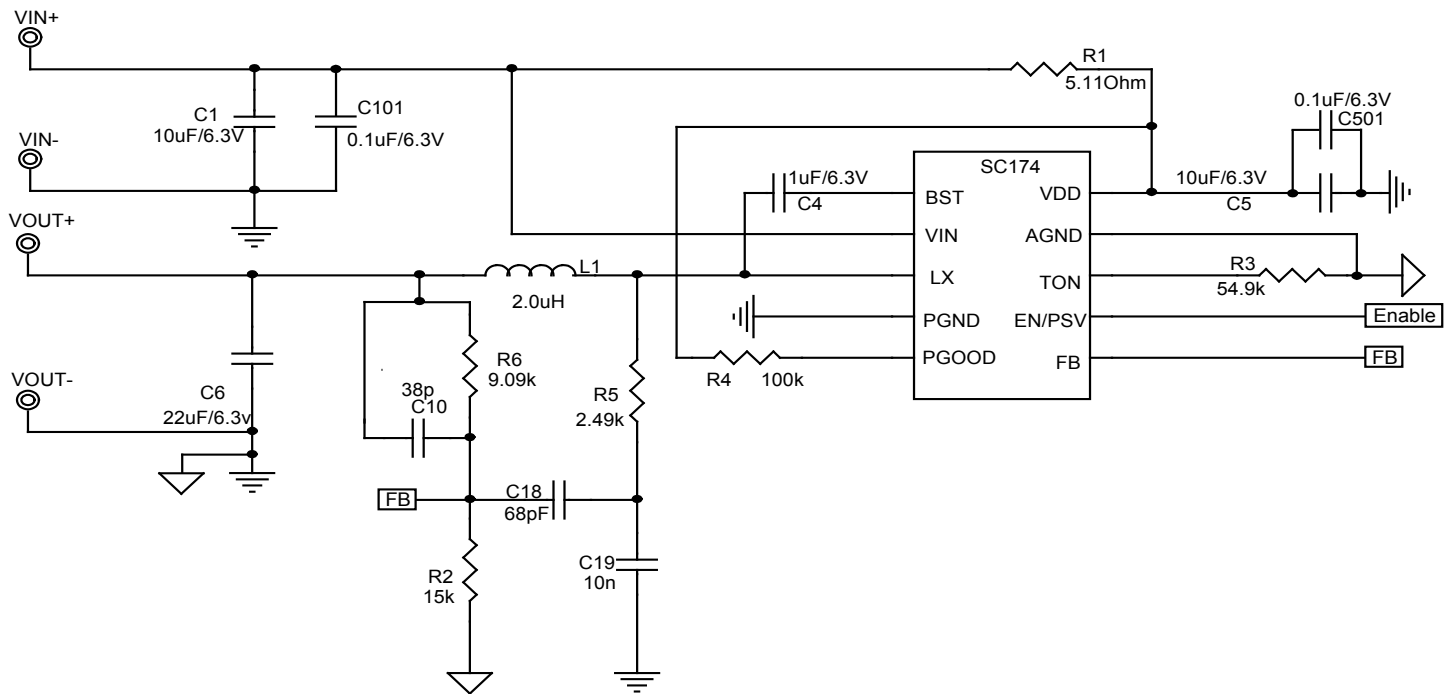 VIN+
R1
5.11Ohm
C1
10uF/6.3V
C101
0.1uF/6.3V
0.1uF/6.3V
C501
VIN-
SC174
1uF/6.3V
C4
BST
VDD
10uF/6.3V
C5
VOUT+
VIN
AGND
L1
2.0uH
LX
TON
R3
54.9k
PGND
EN/PSV
Enable
PGOOD
FB
FB
R4
100k
VOUT-
C6
22uF/6.3v
R6
9.09k
38p
C10
R5
2.49k
FB
C18
68pF
R2
15k
C19
10n